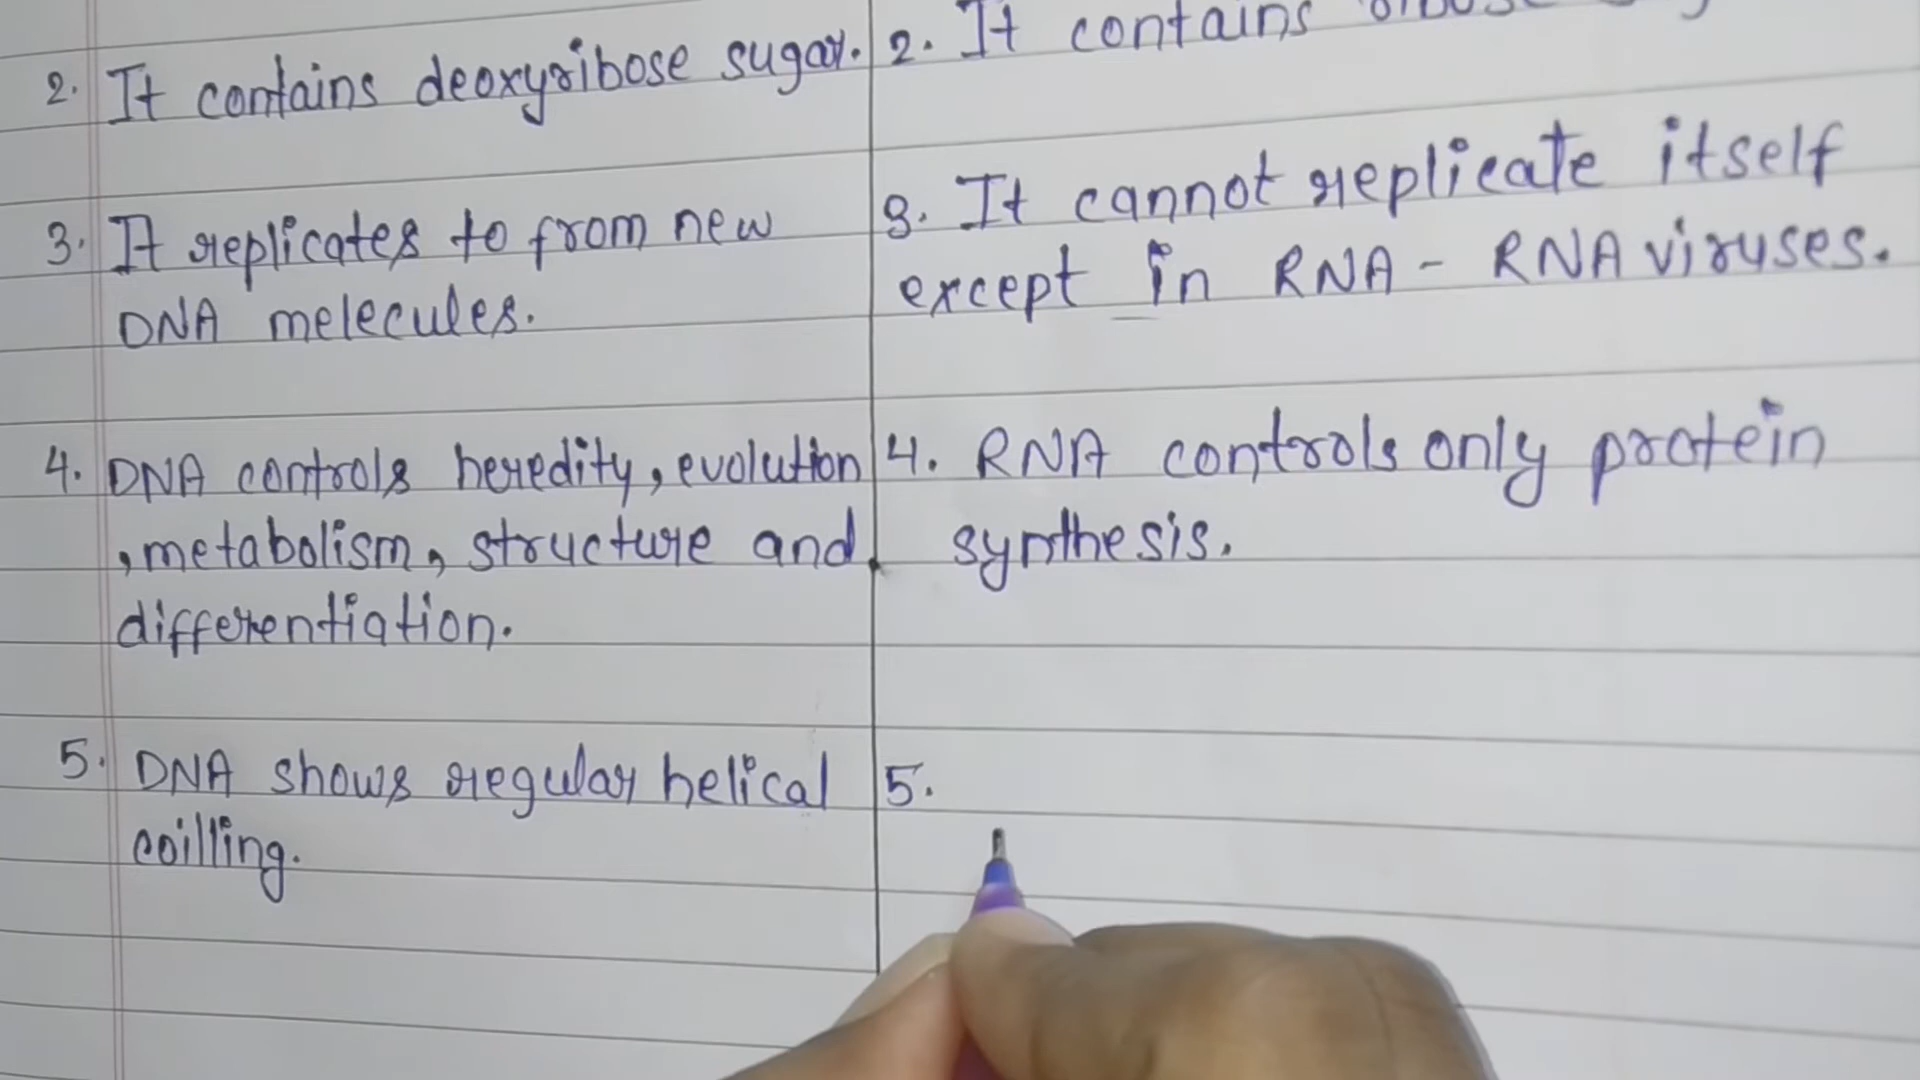 2. It contains deoxyribose sugar.
3. It replicates to from new
DNA melecules.
4. DNA controls heredity, evolution
, metabolism, structure and
differentiation.
5. DNA shows regular helical
coilling.
2. It contains
3. It cannot replicate itself
except in RNA - RNA viruses.
4. RNA controls only protein
synthesis.
5.